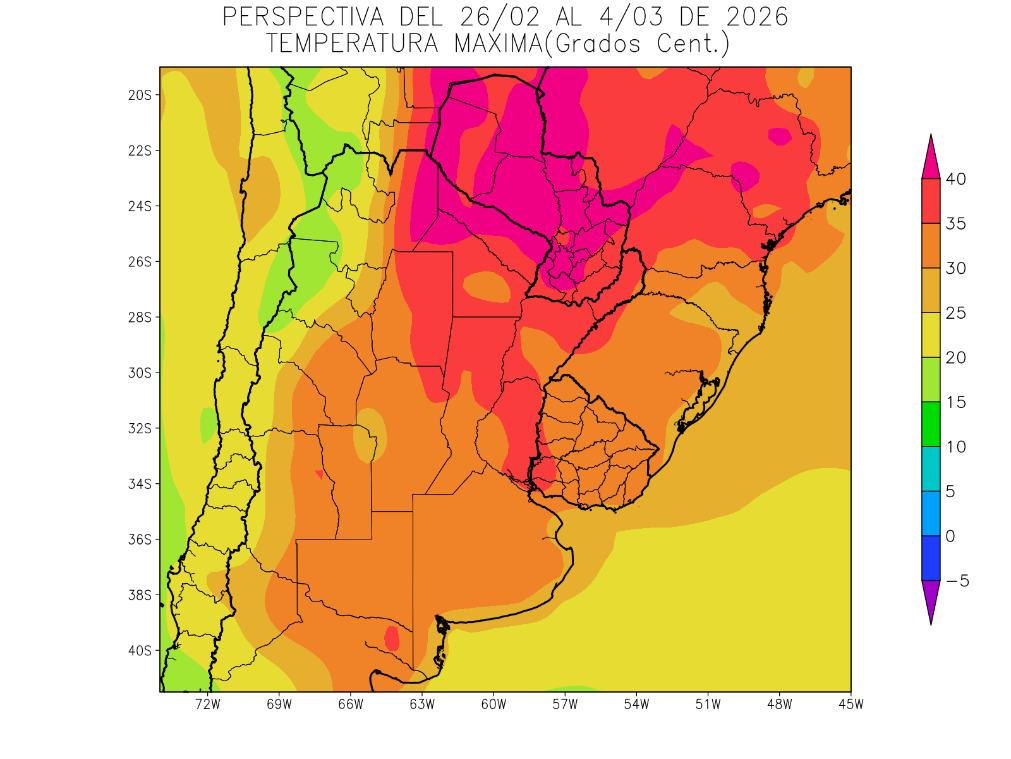 PERSPECTIVA DEL 26/02 AL 4/03 DE 2026
TEMPERATURA MAXIMA(Grados Cent.)
20S
22S
24S
26S
28S
30S
32S
34S
36S
38S
40S
72W 69W 66W 63W 60W 57W 54W 51W 48W 45W
40
35
30
25
20
15
10
5
0
−5